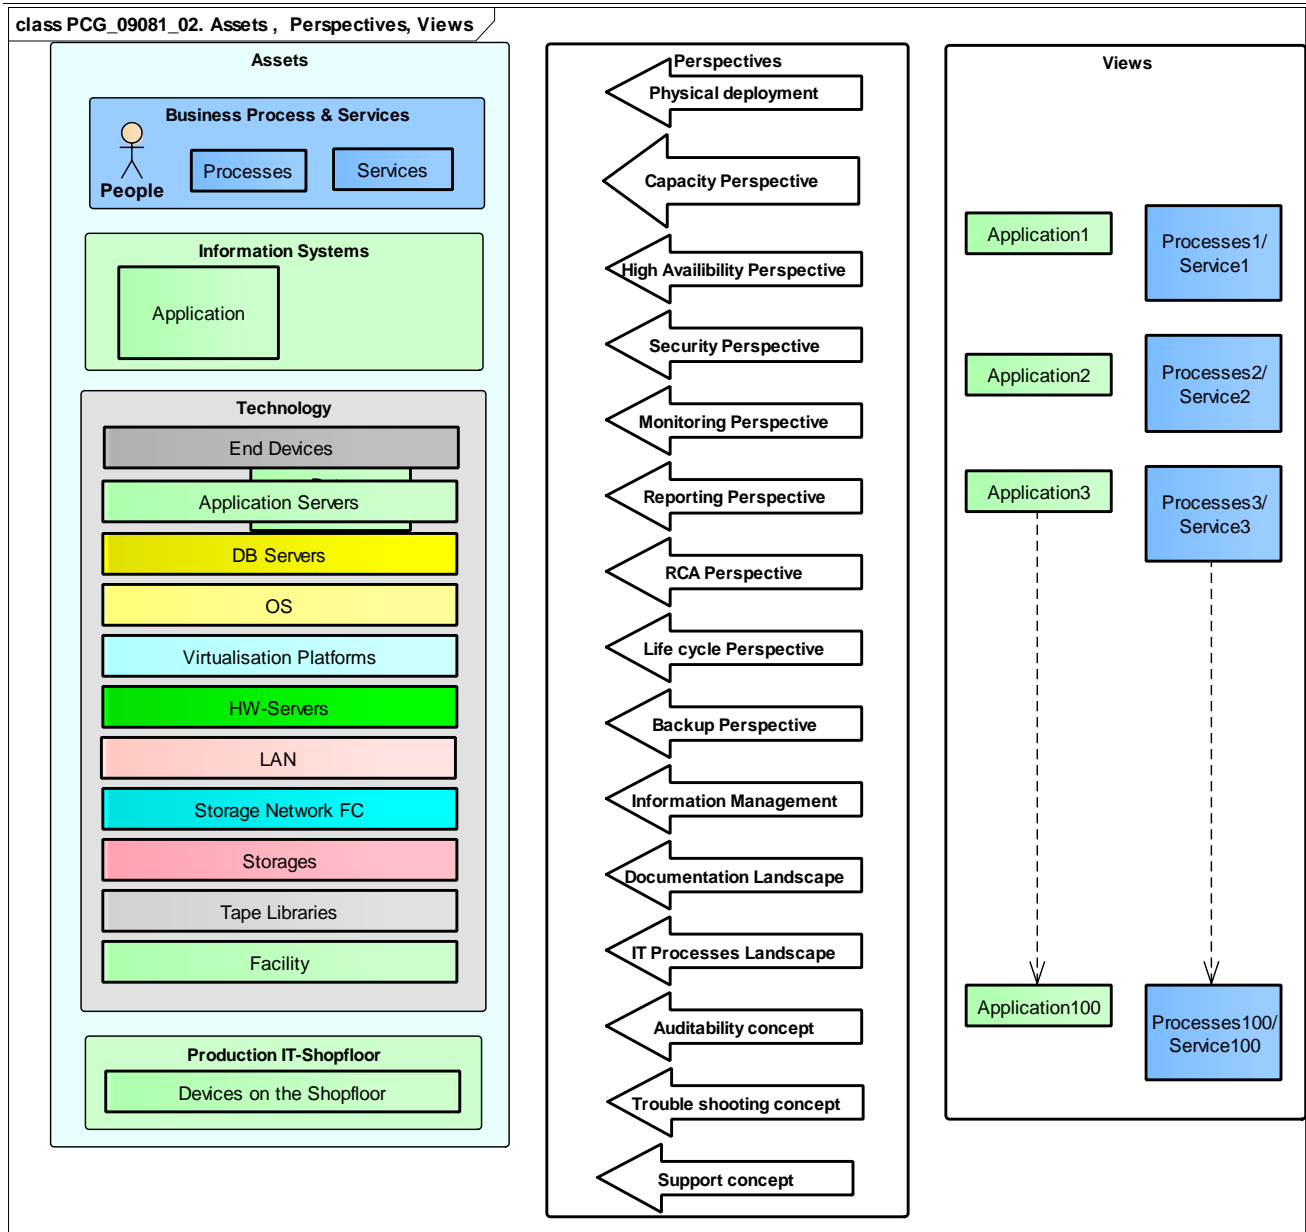 class PCG_09081_02. Assets , Perspectives, Views
Assets
Business Process & Services
People
Processes
Services
Information Systems
Application
Technology
End Devices
Application Servers
DB Servers
OS
Virtualisation Platforms
HW-Servers
LAN
Storage Network FC
Storages
Tape Libraries
Facility
Production IT-Shopfloor
Devices on the Shopfloor
Perspectives
Physical deployment
Capacity Perspective
High Availibility Perspective
Security Perspective
Monitoring Perspective
Reporting Perspective
RCA Perspective
Life cycle Perspective
Backup Perspective
Information Management
Documentation Landscape
IT Processes Landscape
Auditability concept
Trouble shooting concept
Support concept
Views
Application1
Processes1/
Service1
Application2
Processes2/
Service2
Application3
Processes3/
Service3
Application100
Processes100/
Service100